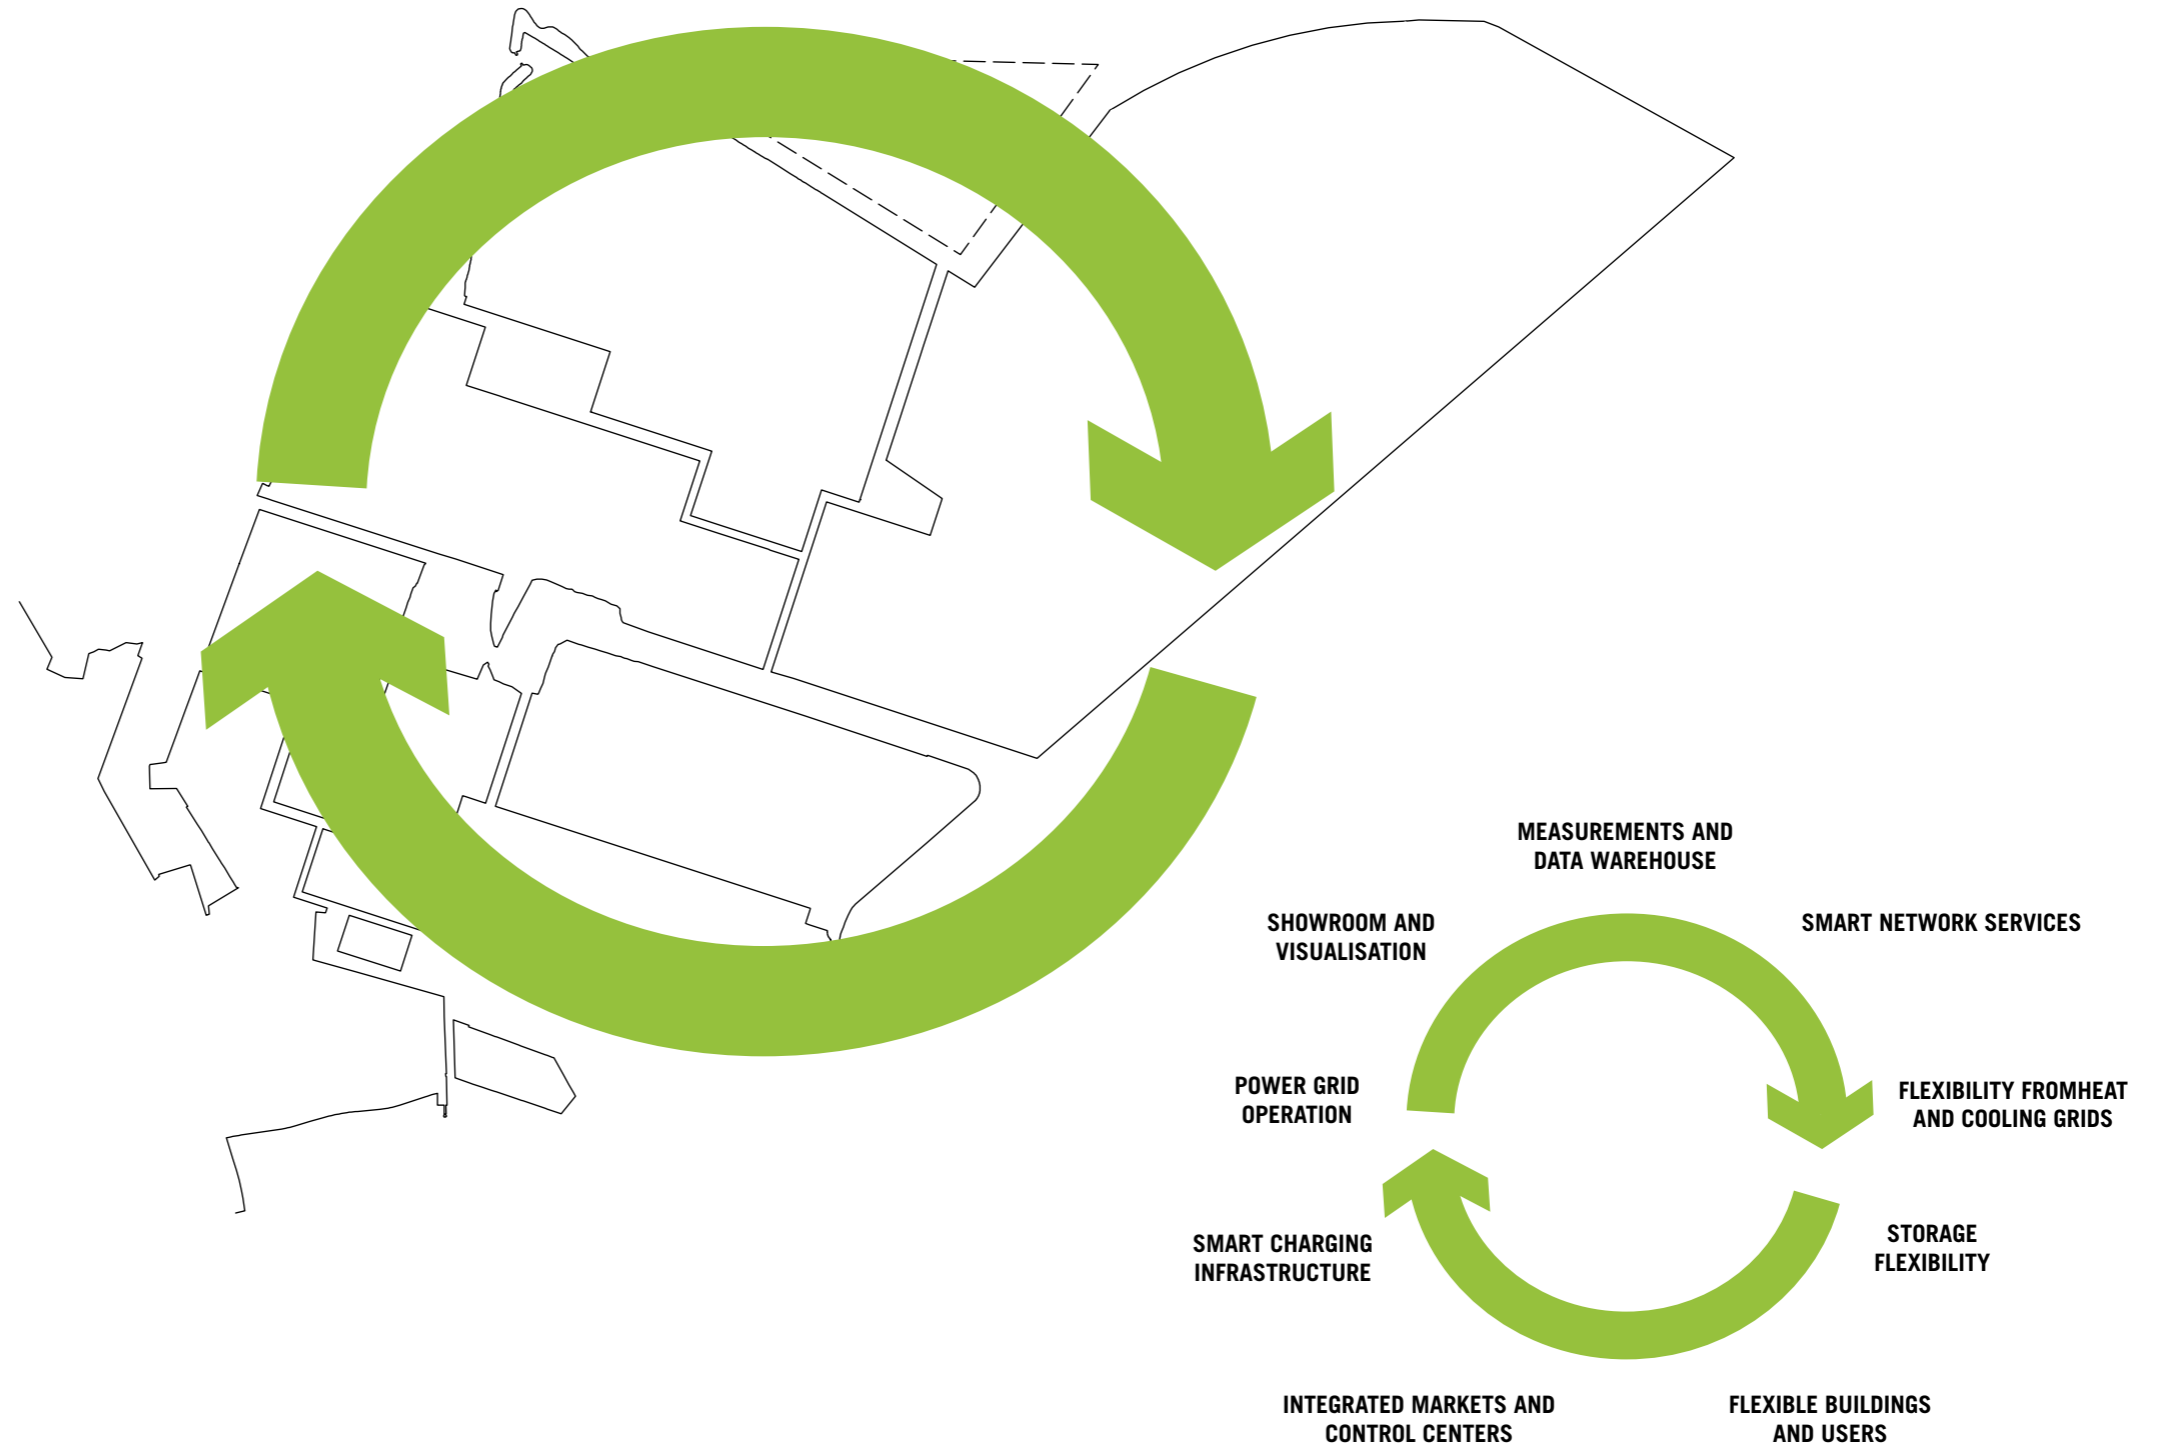 MEASUREMENTS AND
DATA WAREHOUSE
SHOWROOM AND
VISUALISATION
SMART NETWORK SERVICES
POWER GRID
OPERATION
FLEXIBILITY FROMHEAT
AND COOLING GRIDS
SMART CHARGING
INFRASTRUCTURE
STORAGE
FLEXIBILITY
INTEGRATED MARKETS AND
CONTROL CENTERS
FLEXIBLE BUILDINGS
AND USERS